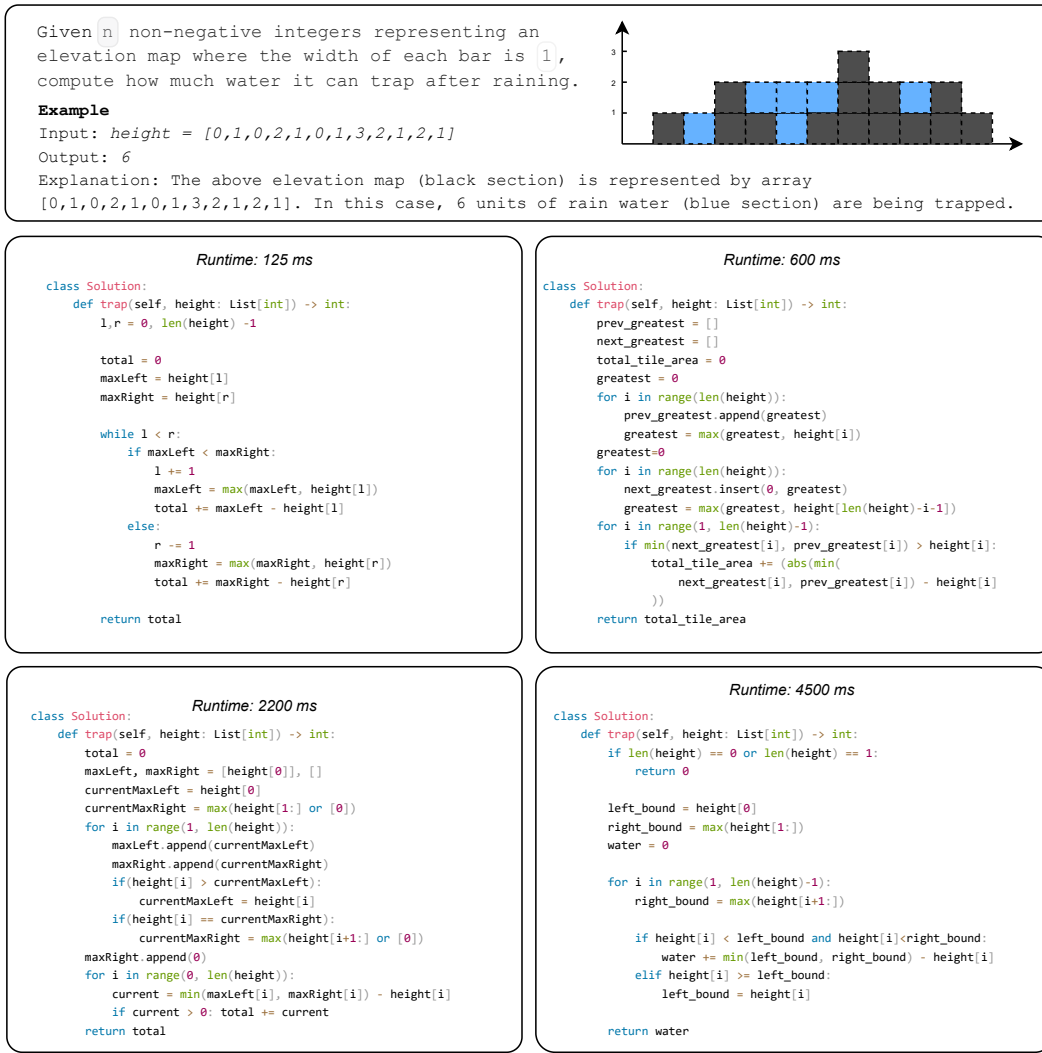 Given n non-negative integers representing an
elevation map where the width of each bar is 1,
compute how much water it can trap after raining.
Example
Input: height = [0,1,0,2,1,0,1,3,2,1,2,1]
Output: 6
Explanation: The above elevation map (black section) is represented by array
[0,1,0,2,1,0,1,3,2,1,2,1]. In this case, 6 units of rain water (blue section) are being trapped.
3
2
1
Runtime: 125 ms
class Solution:
    def trap(self, height: List[int]) -> int:
        l,r = 0, len(height) -1
        total = 0
        maxLeft = height[l]
        maxRight = height[r]
        while l < r:
            if maxLeft < maxRight:
                l += 1
                maxLeft = max(maxLeft, height[l])
                total += maxLeft - height[l]
            else:
                r -= 1
                maxRight = max(maxRight, height[r])
                total += maxRight - height[r]
        return total
Runtime: 600 ms
class Solution:
    def trap(self, height: List[int]) -> int:
        prev_greatest = []
        next_greatest = []
        total_tile_area = 0
        greatest = 0
        for i in range(len(height)):
            prev_greatest.append(greatest)
            greatest = max(greatest, height[i])
        greatest=0
        for i in range(len(height)):
            next_greatest.insert(0, greatest)
            greatest = max(greatest, height[len(height)-i-1])
        for i in range(1, len(height)-1):
            if min(next_greatest[i], prev_greatest[i]) > height[i]:
                total_tile_area += (abs(min(
                    next_greatest[i], prev_greatest[i]) - height[i]
                ))
        return total_tile_area
Runtime: 2200 ms
class Solution:
    def trap(self, height: List[int]) -> int:
        total = 0
        maxLeft, maxRight = [height[0]], []
        currentMaxLeft = height[0]
        currentMaxRight = max(height[1:] or [0])
        for i in range(1, len(height)):
            maxLeft.append(currentMaxLeft)
            maxRight.append(currentMaxRight)
            if(height[i] > currentMaxLeft):
                currentMaxLeft = height[i]
            if(height[i] == currentMaxRight):
                currentMaxRight = max(height[i+1:] or [0])
        maxRight.append(0)
        for i in range(0, len(height)):
            current = min(maxLeft[i], maxRight[i]) - height[i]
            if current > 0: total += current
        return total
Runtime: 4500 ms
class Solution:
    def trap(self, height: List[int]) -> int:
        if len(height) == 0 or len(height) == 1:
            return 0
        left_bound = height[0]
        right_bound = max(height[1:])
        water = 0
        for i in range(1, len(height)-1):
            right_bound = max(height[i+1:])
            if height[i] < left_bound and height[i]<right_bound:
                water += min(left_bound, right_bound) - height[i]
            elif height[i] >= left_bound:
                left_bound = height[i]
        return water